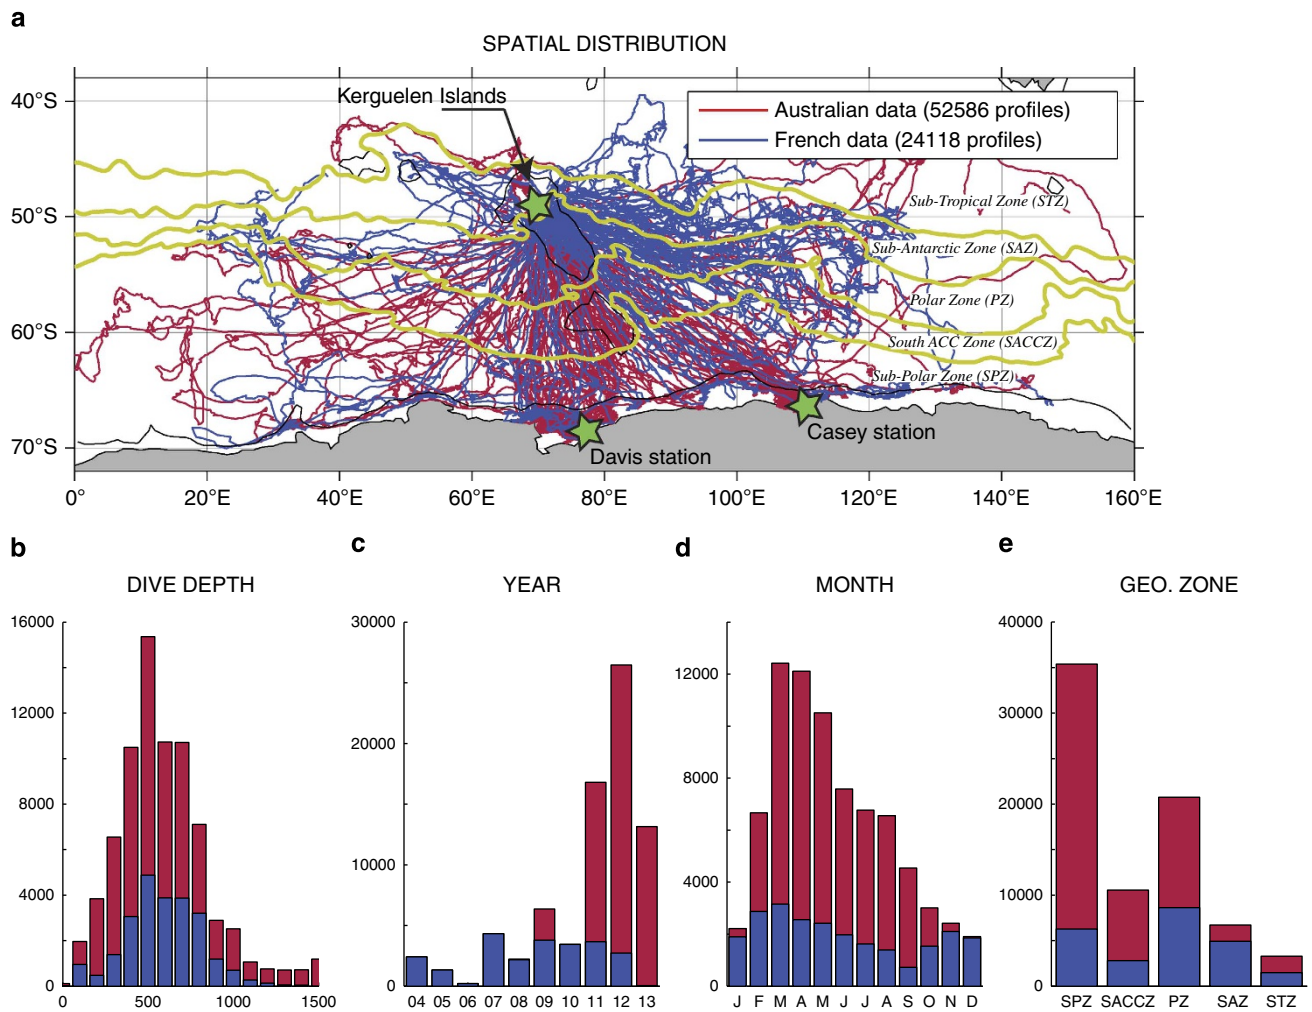 a
SPATIAL DISTRIBUTION
Kerguelen Islands
Australian data (52586 profiles)
French data (24118 profiles)
40°S
50°S
60°S
70°S
Sub-Tropical Zone (STZ)
Sub-Antarctic Zone (SAZ)
Polar Zone (PZ)
South ACC Zone (SACCZ)
Sub-Polar Zone (SPZ)
Casey station
Davis station
0° 20°E 40°E 60°E 80°E 100°E 120°E 140°E 160°E
b
DIVE DEPTH
16000
12000
8000
4000
0
0 500 1000 1500
c
YEAR
30000
20000
10000
0
04 05 06 07 08 09 10 11 12 13
d
MONTH
12000
8000
4000
0
J F M A M J J A S O N D
e
GEO. ZONE
40000
30000
20000
10000
0
SPZ SACCZ PZ SAZ STZ